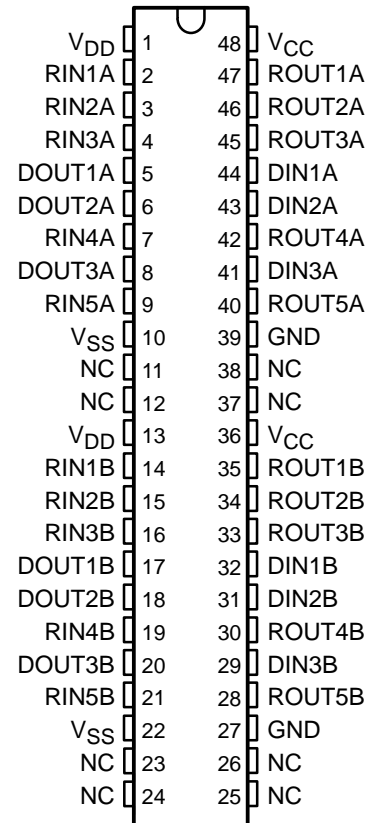 VDD 1 48 VCC
RIN1A 2 47 ROUT1A
RIN2A 3 46 ROUT2A
RIN3A 4 45 ROUT3A
DOUT1A 5 44 DIN1A
DOUT2A 6 43 DIN2A
RIN4A 7 42 ROUT4A
DOUT3A 8 41 DIN3A
RIN5A 9 40 ROUT5A
VSS 10 39 GND
NC 11 38 NC
NC 12 37 NC
VDD 13 36 VCC
RIN1B 14 35 ROUT1B
RIN2B 15 34 ROUT2B
RIN3B 16 33 ROUT3B
DOUT1B 17 32 DIN1B
DOUT2B 18 31 DIN2B
RIN4B 19 30 ROUT4B
DOUT3B 20 29 DIN3B
RIN5B 21 28 ROUT5B
VSS 22 27 GND
NC 23 26 NC
NC 24 25 NC